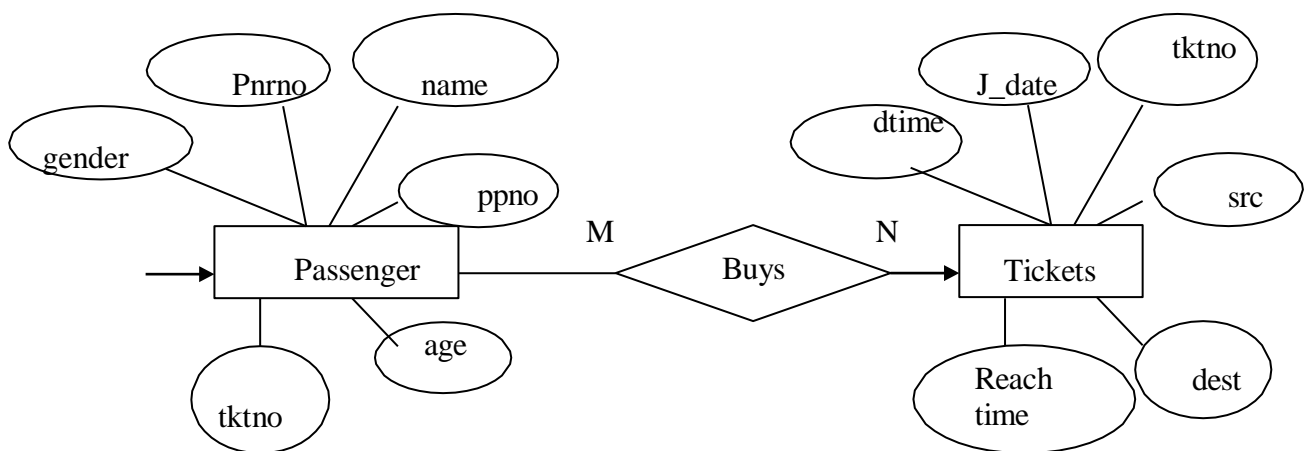 tktno
Pnrno name J_date
dtime
gender
ppno src
M N
Passenger Buys Tickets
age
Reach
time
dest
tktno